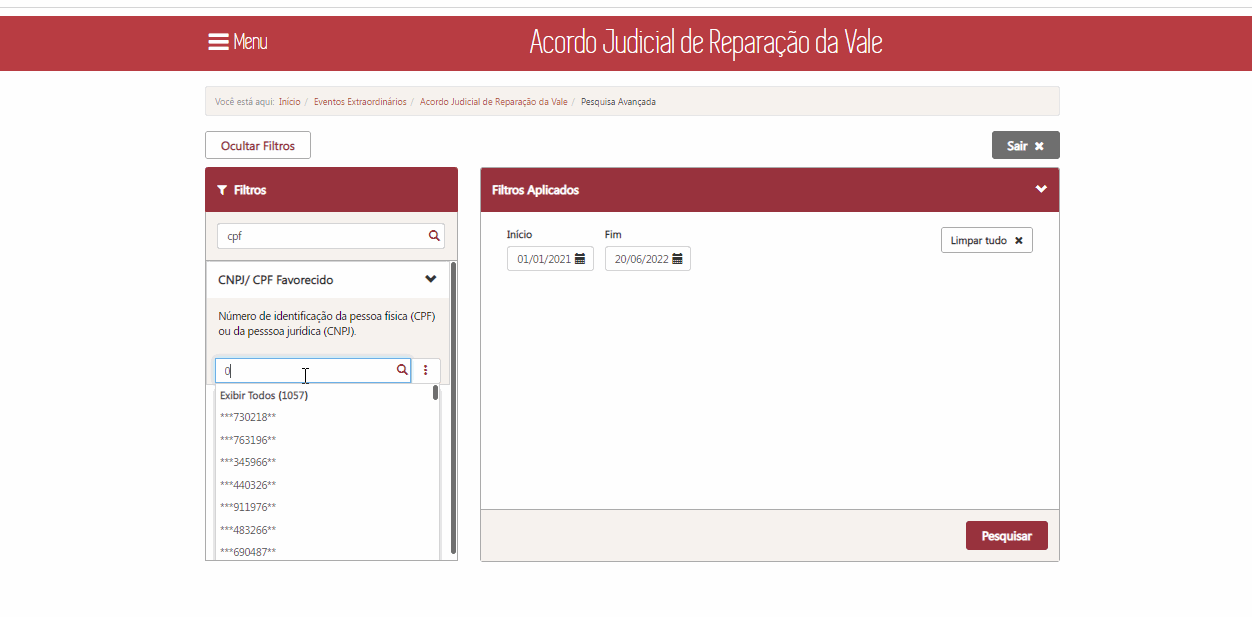 Menu
Acordo Judicial de Reparação da Vale
Você está aqui: Início / Eventos Extraordinários / Acordo Judicial de Reparação da Vale / Pesquisa Avançada
Ocultar Filtros
Sair ×
Filtros
cpf
CNPJ/ CPF Favorecido
Número de identificação da pessoa física (CPF)
ou da pesssoa jurídica (CNPJ).
0
Exibir Todos (1057)
***730218**
***763196**
***345966**
***440326**
***911976**
***483266**
***690487**
Filtros Aplicados
Início
Fim
01/01/2021
20/06/2022
Limpar tudo ×
Pesquisar